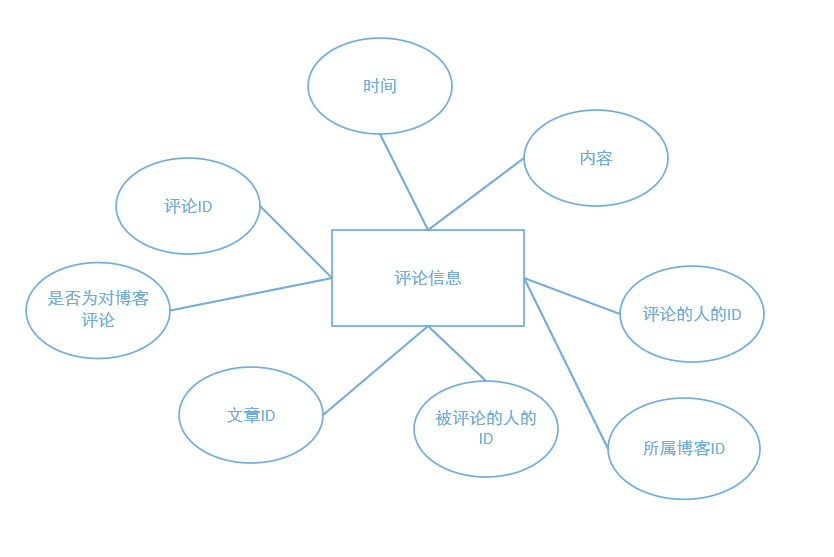 时间
内容
评论ID
评论信息
是否为对博客
评论
评论的人的ID
文章ID
被评论的人的
ID
所属博客ID